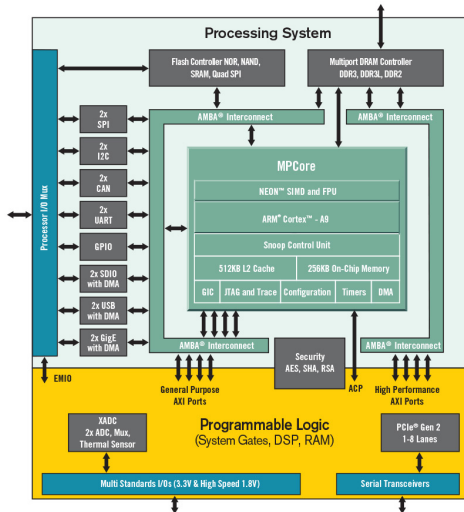 Processing System
Flash Controller NOR, NAND,
SRAM, Quad SPI
Multiport DRAM Controller
DDR3, DDR3L, DDR2
Processor I/O Mux
2x
SPI
2x
I2C
2x
CAN
2x
UART
GPIO
2x SDIO
with DMA
2x USB
with DMA
2x GigE
with DMA
AMBA® Interconnect
AMBA® Interconnect
MPCore
NEON™ SIMD and FPU
ARM® Cortex™ - A9
Snoop Control Unit
512KB L2 Cache
256KB On-Chip Memory
GIC
JTAG and Trace
Configuration
Timers
DMA
AMBA® Interconnect
AMBA® Interconnect
Security
AES, SHA, RSA
EMIO
General Purpose
AXI Ports
ACP
High Performance
AXI Ports
XADC
2x ADC, Mux,
Thermal Sensor
Programmable Logic
(System Gates, DSP, RAM)
PCIe® Gen 2
1-8 Lanes
Multi Standards I/Os (3.3V & High Speed 1.8V)
Serial Transceivers